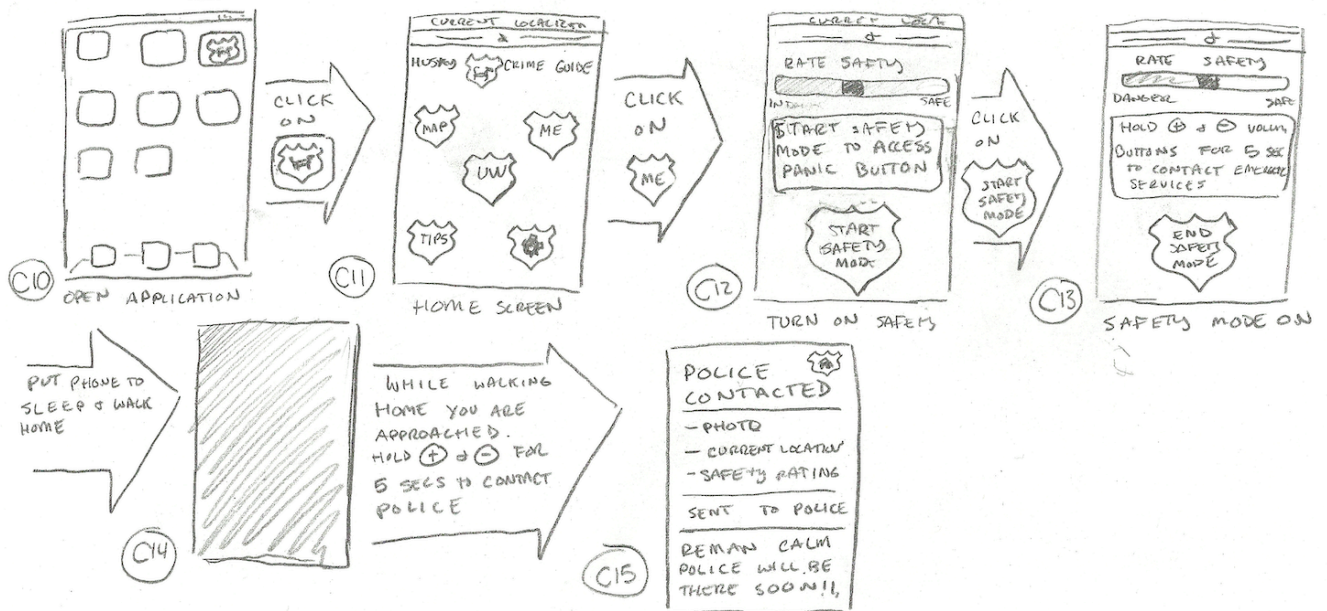 C10
OPEN APPLICATION
CLICK
ON
C11
CURRENT LOCALIZER
HUSKY CRIME GUIDE
MAP
ME
UW
TIPS
HOME SCREEN
CLICK
ON
ME
C12
RATE SAFTY
SAFE
START SAFETY
MODE TO ACCESS
PANIC BUTTON
START
SAFETY
MODE
TURN ON SAFETY
CLICK
ON
START
SAFETY
MODE
C13
RATE SAFETY
DANGER SAFE
HOLD + & -
BUTTONS FOR 5 SEC
TO CONTACT
SERVICES
END
SAFETY
MODE
SAFETY MODE ON
PUT PHONE TO
SLEEP & WALK
HOME
C14
WHILE WALKING
HOME YOU ARE
APPROACHED.
HOLD + & - FOR
5 SECS TO CONTACT
POLICE
C15
POLICE
CONTACTED
- PHOTO
- CURRENT LOCATION
- SAFETY RATING
SENT TO POLICE
REMAN CALM
POLICE WILL BE
THERE SOON!!,